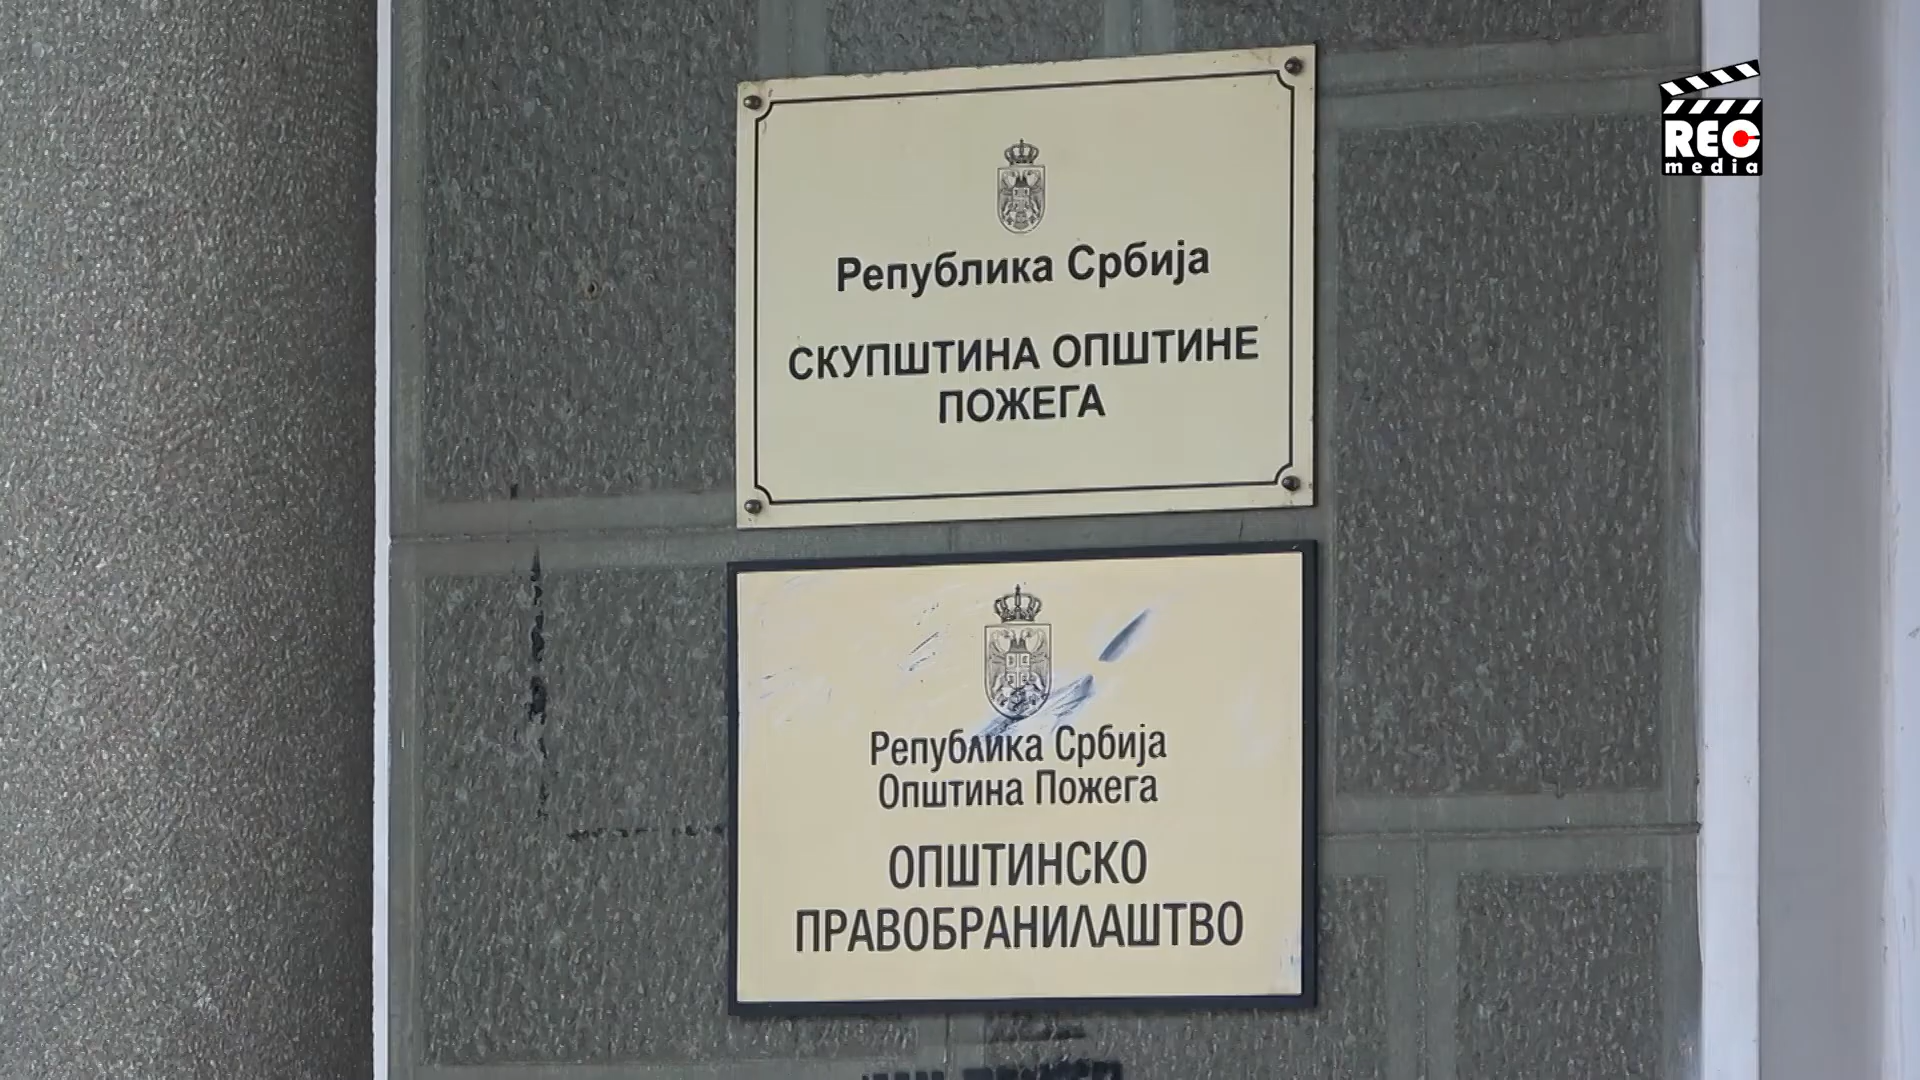 REC
media
Република Србија
СКУПШТИНА ОПШТИНЕ
ПОЖЕГА
Република Србија
Општина Пожега
ОПШТИНСКО
ПРАВОБРАНИЛАШТВО